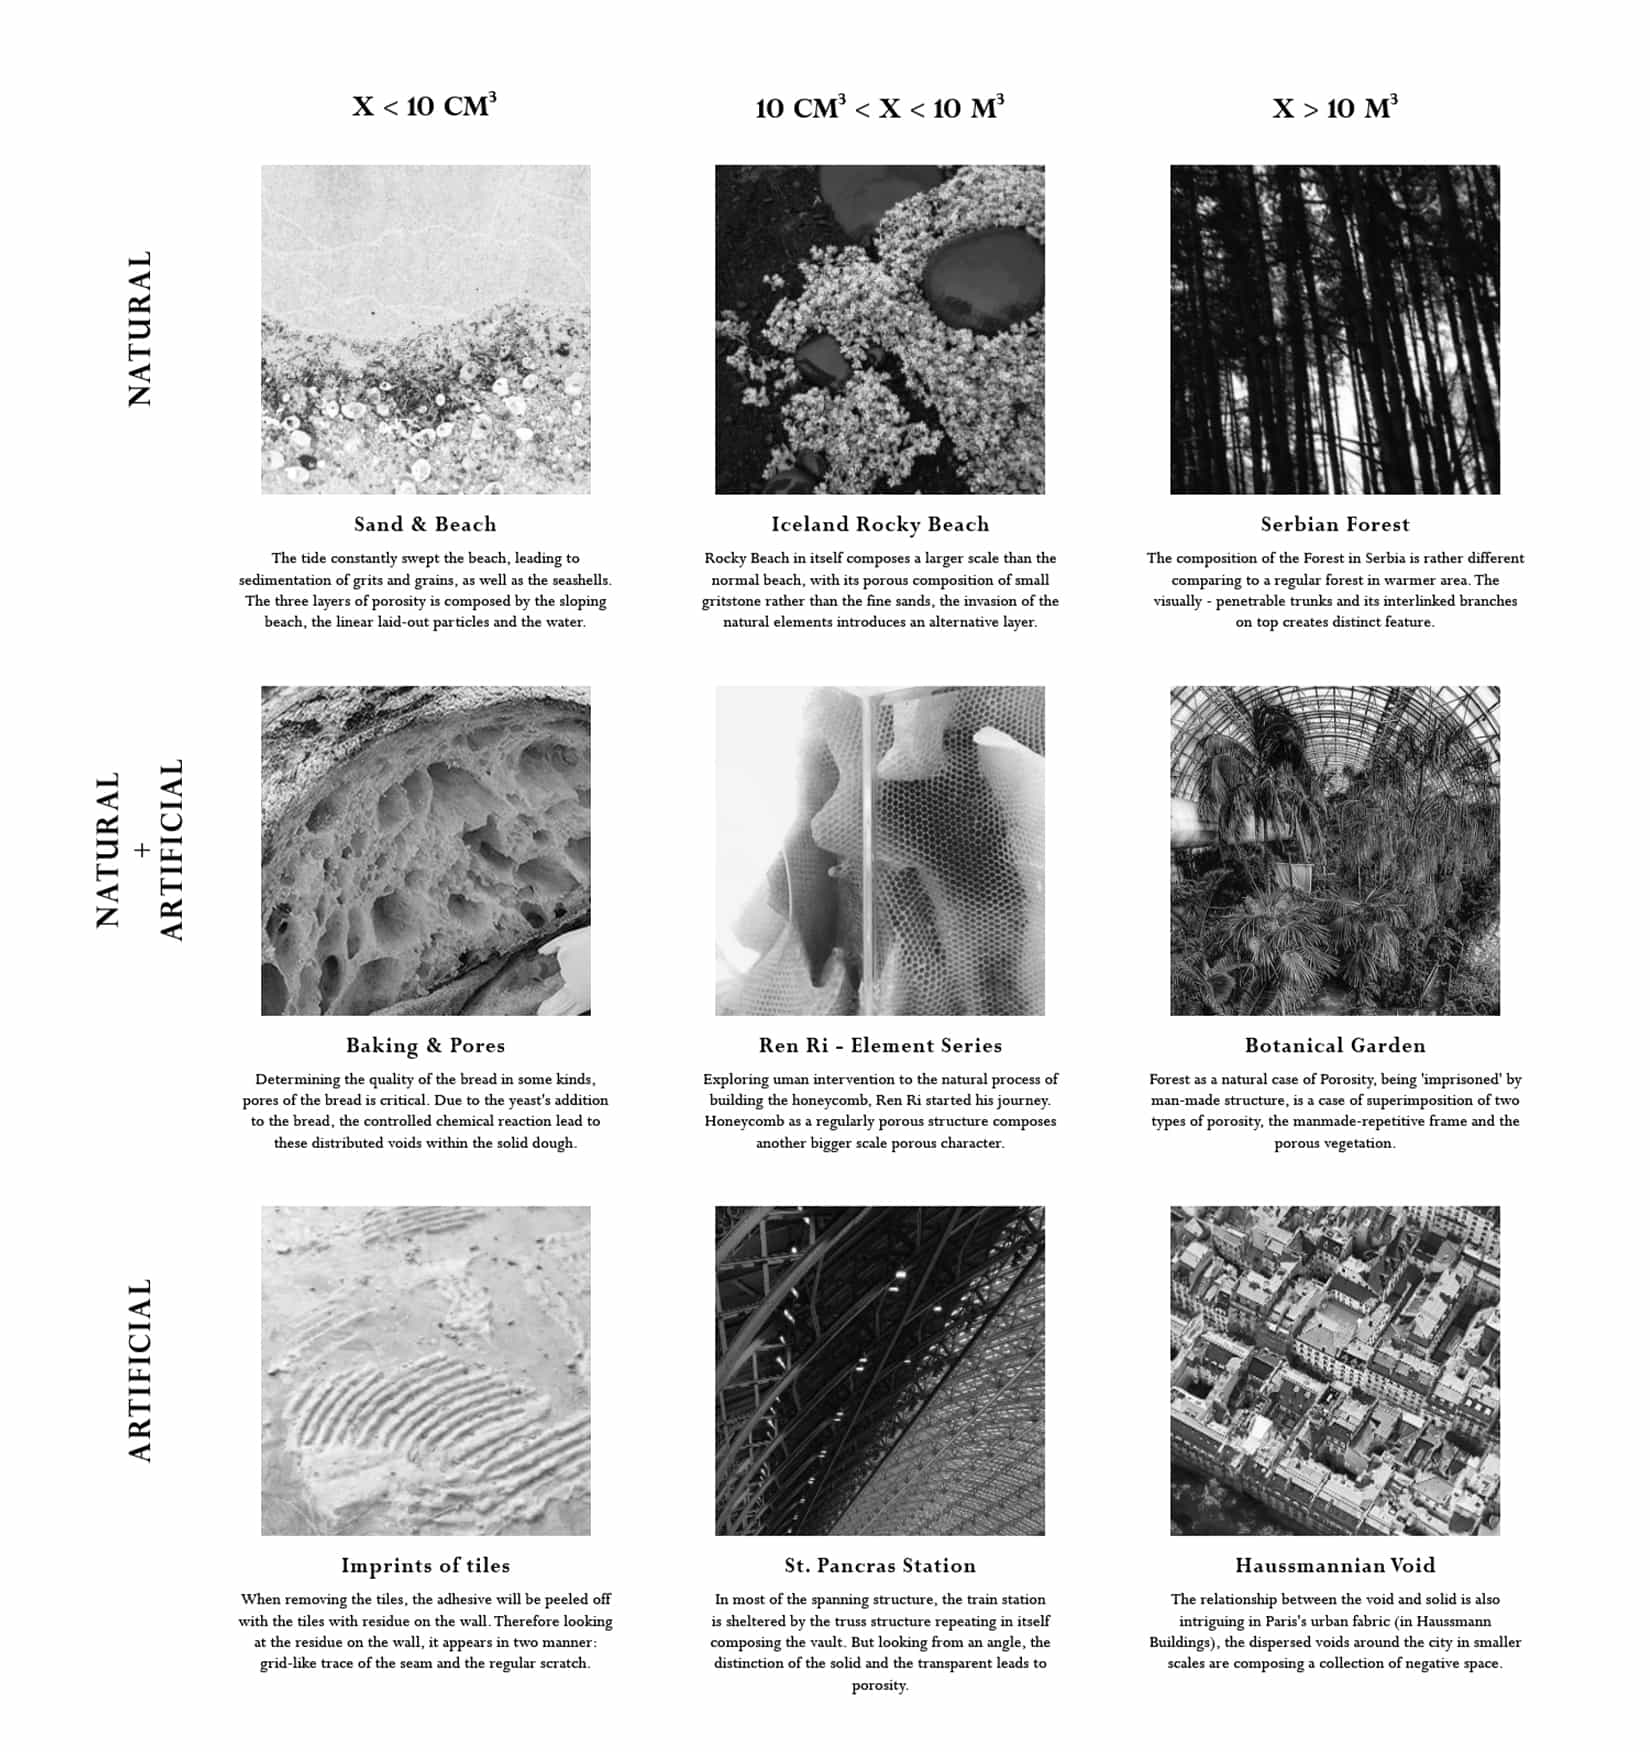 X < 10 CM³
10 CM³ < X < 10 M³
X > 10 M³
NATURAL
Sand & Beach
The tide constantly swept the beach, leading to
sedimentation of grits and grains, as well as the seashells.
The three layers of porosity is composed by the sloping
beach, the linear laid-out particles and the water.
Iceland Rocky Beach
Rocky Beach in itself composes a larger scale than the
normal beach, with its porous composition of small
gritstone rather than the fine sands, the invasion of the
natural elements introduces an alternative layer.
Serbian Forest
The composition of the Forest in Serbia is rather different
comparing to a regular forest in warmer area. The
visually - penetrable trunks and its interlinked branches
on top creates distinct feature.
NATURAL
+
ARTIFICIAL
Baking & Pores
Determining the quality of the bread in some kinds,
pores of the bread is critical. Due to the yeast's addition
to the bread, the controlled chemical reaction lead to
these distributed voids within the solid dough.
Ren Ri - Element Series
Exploring uman intervention to the natural process of
building the honeycomb, Ren Ri started his journey.
Honeycomb as a regularly porous structure composes
another bigger scale porous character.
Botanical Garden
Forest as a natural case of Porosity, being 'imprisoned' by
man-made structure, is a case of superimposition of two
types of porosity, the manmade-repetitive frame and the
porous vegetation.
ARTIFICIAL
Imprints of tiles
When removing the tiles, the adhesive will be peeled off
with the tiles with residue on the wall. Therefore looking
at the residue on the wall, it appears in two manner:
grid-like trace of the seam and the regular scratch.
St. Pancras Station
In most of the spanning structure, the train station
is sheltered by the truss structure repeating in itself
composing the vault. But looking from an angle, the
distinction of the solid and the transparent leads to
porosity.
Haussmannian Void
The relationship between the void and solid is also
intriguing in Paris's urban fabric (in Haussmann
Buildings), the dispersed voids around the city in smaller
scales are composing a collection of negative space.